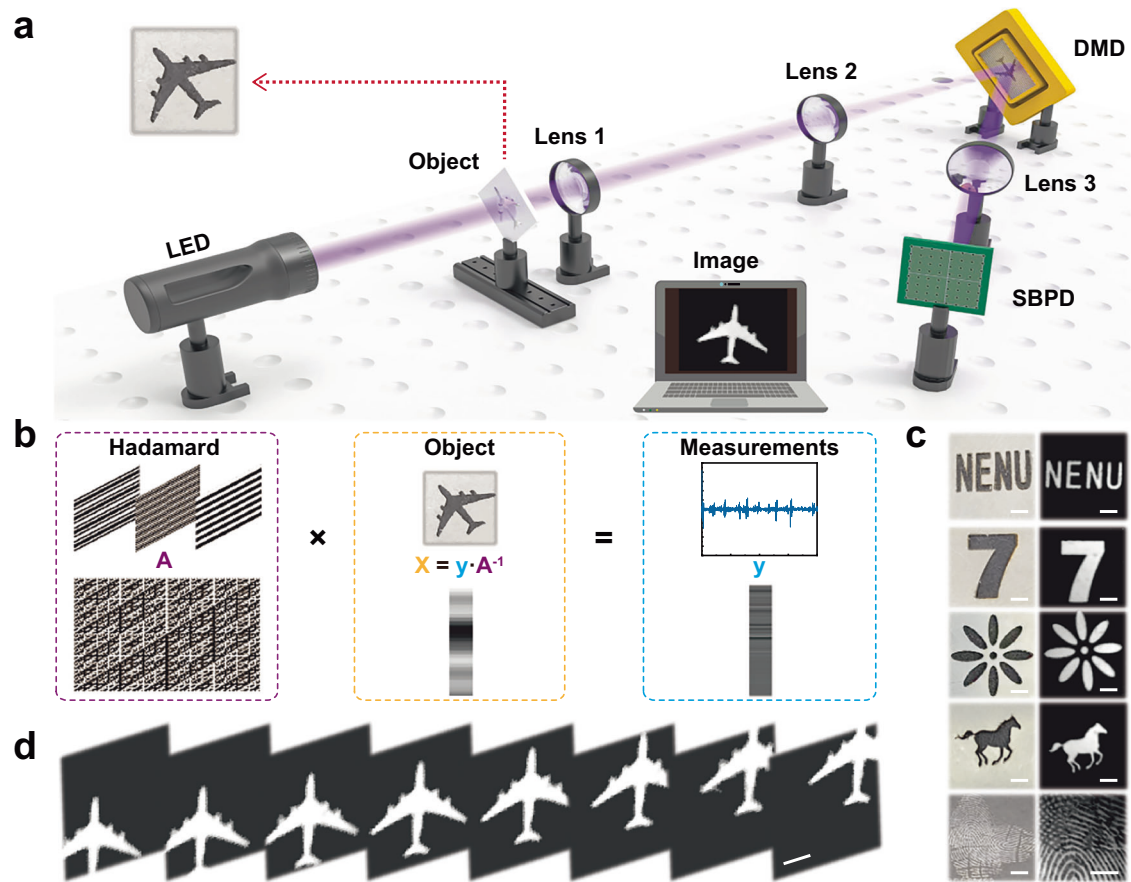 a
DMD
Lens 2
Lens 1
Object
Lens 3
LED
Image
SBPD
b
Hadamard
Object
Measurements
c
NENU
NENU
×
=
A
X = y·A⁻¹
y
7
7
d